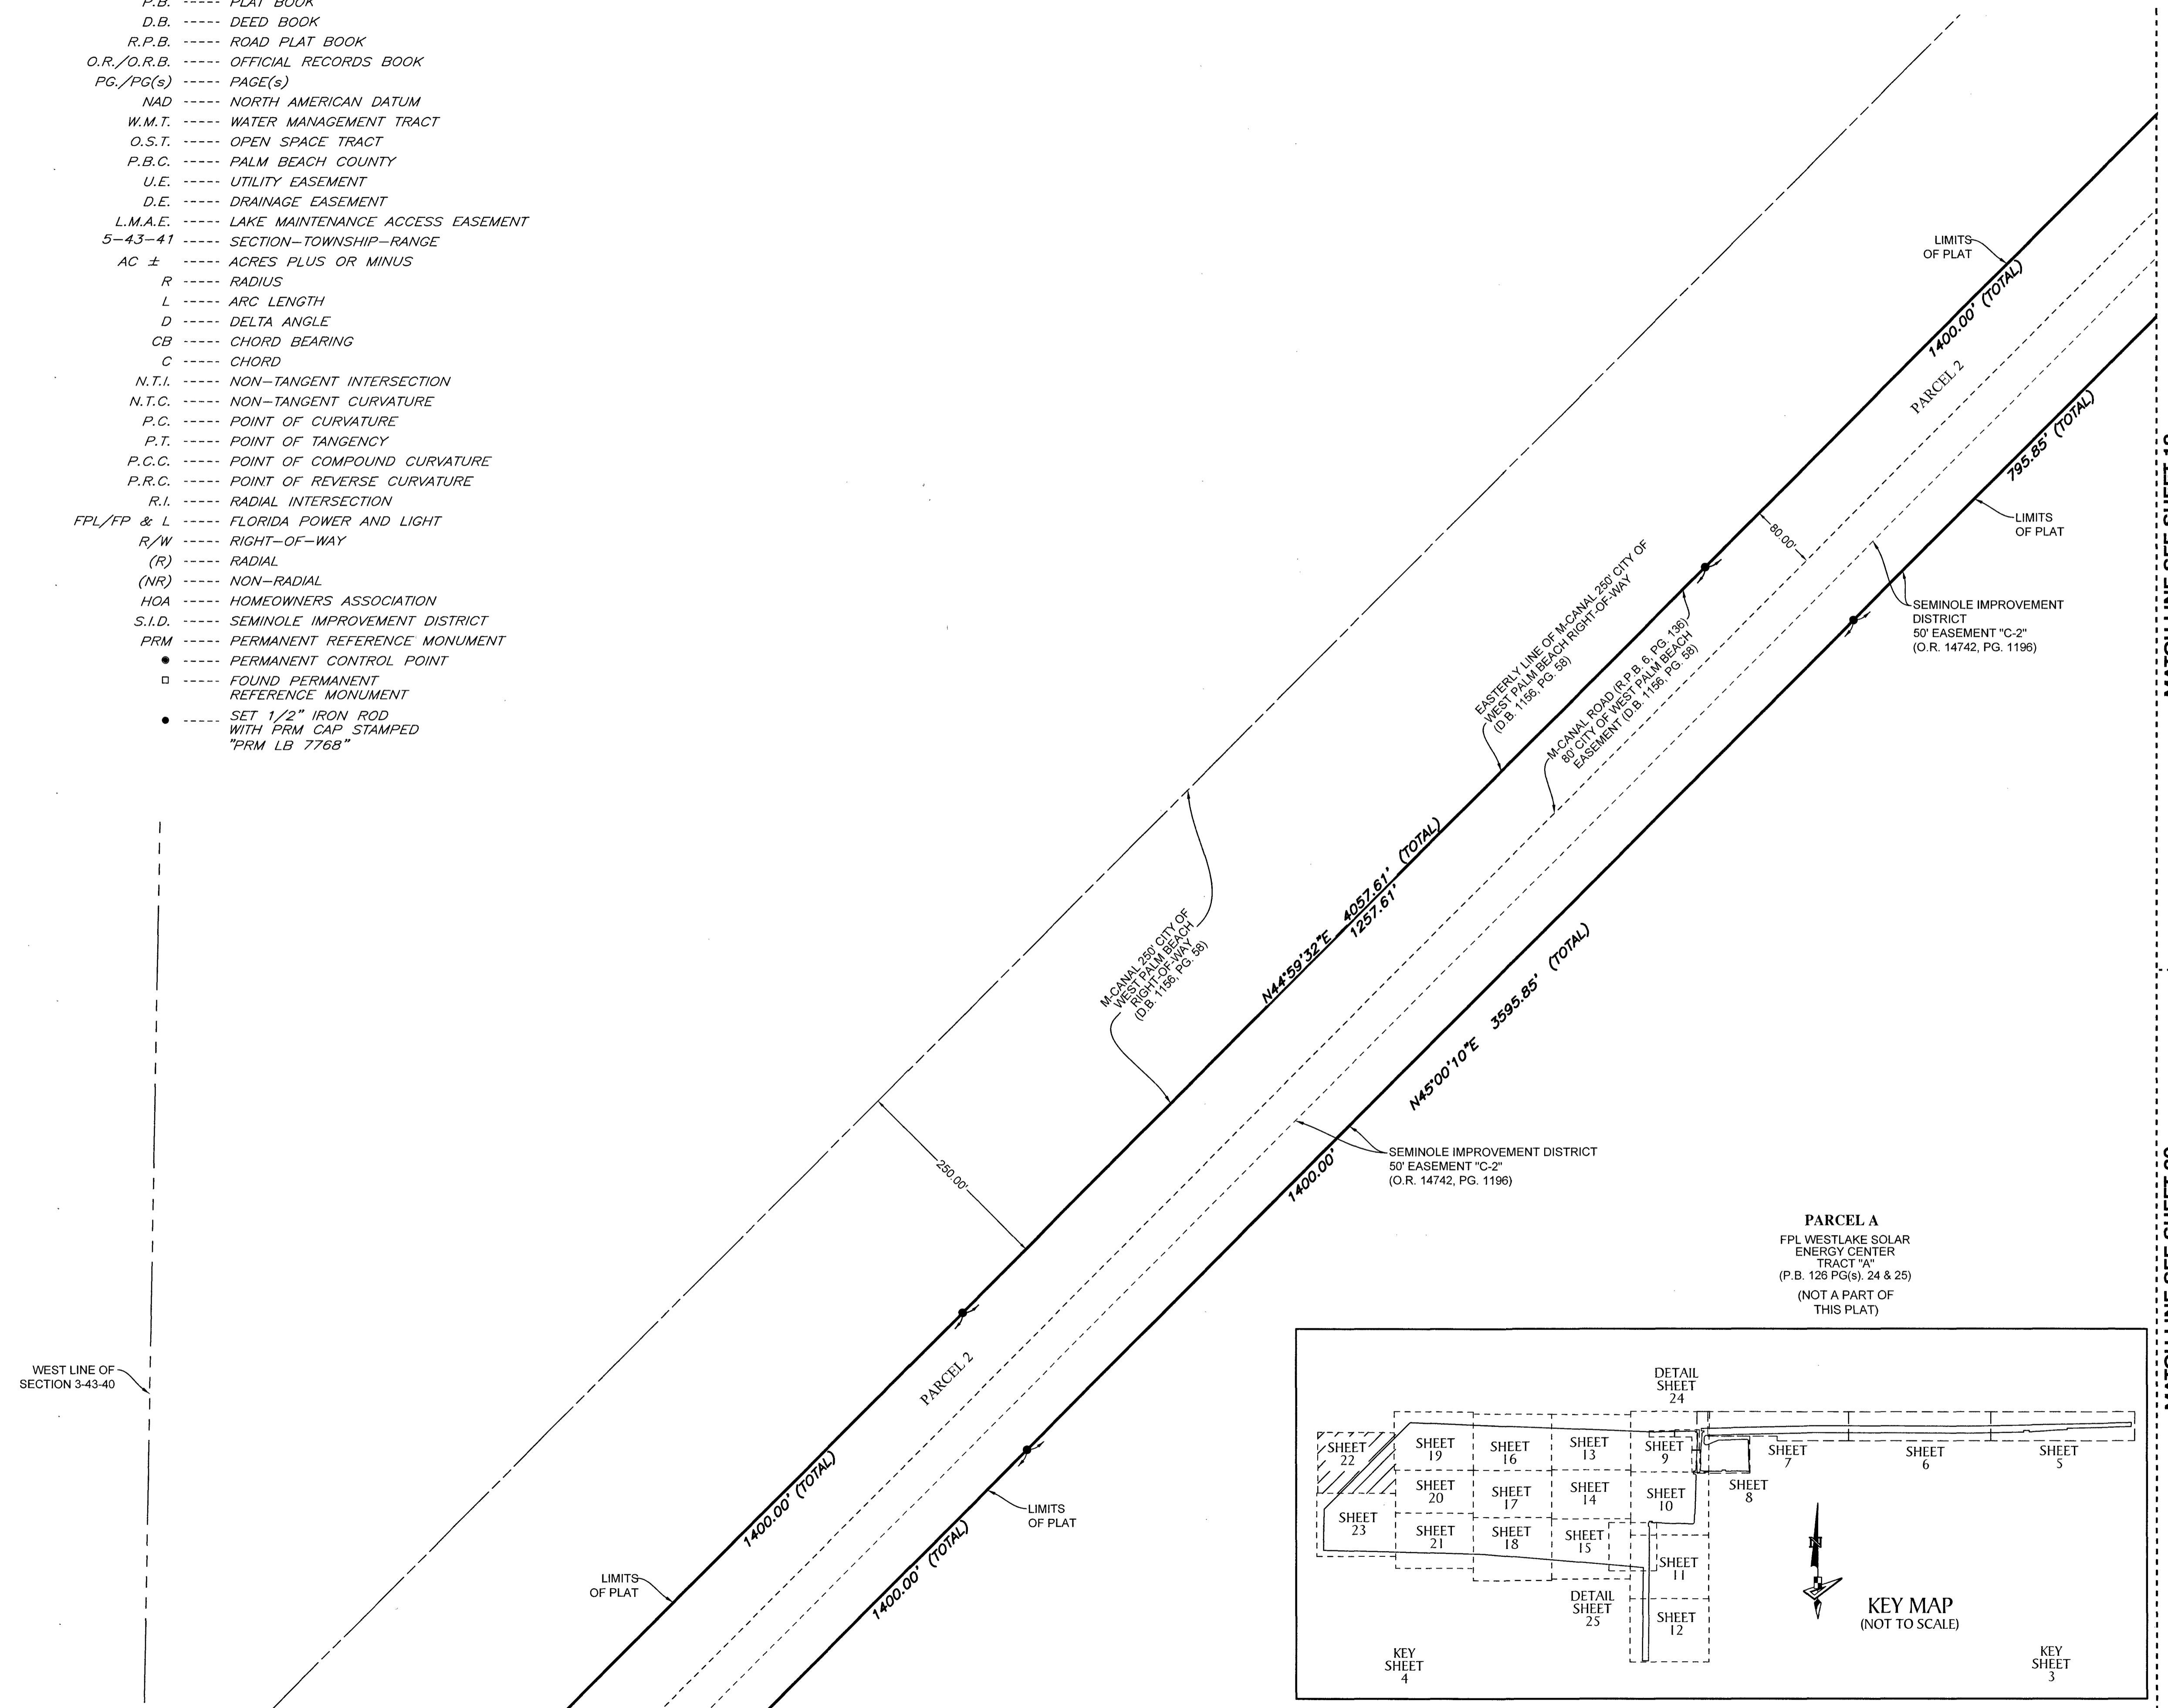 P.B. ----- PLAT BOOK
D.B. ----- DEED BOOK
R.P.B. ----- ROAD PLAT BOOK
O.R./O.R.B. ----- OFFICIAL RECORDS BOOK
PG./PG(s) ----- PAGE(s)
NAD ----- NORTH AMERICAN DATUM
W.M.T. ----- WATER MANAGEMENT TRACT
O.S.T. ----- OPEN SPACE TRACT
P.B.C. ----- PALM BEACH COUNTY
U.E. ----- UTILITY EASEMENT
D.E. ----- DRAINAGE EASEMENT
L.M.A.E. ----- LAKE MAINTENANCE ACCESS EASEMENT
5-43-41 ----- SECTION-TOWNSHIP-RANGE
AC ± ----- ACRES PLUS OR MINUS
R ----- RADIUS
L ----- ARC LENGTH
D ----- DELTA ANGLE
CB ----- CHORD BEARING
C ----- CHORD
N.T.I. ----- NON-TANGENT INTERSECTION
N.T.C. ----- NON-TANGENT CURVATURE
P.C. ----- POINT OF CURVATURE
P.T. ----- POINT OF TANGENCY
P.C.C. ----- POINT OF COMPOUND CURVATURE
P.R.C. ----- POINT OF REVERSE CURVATURE
R.I. ----- RADIAL INTERSECTION
FPL/FP & L ----- FLORIDA POWER AND LIGHT
R/W ----- RIGHT-OF-WAY
(R) ----- RADIAL
(NR) ----- NON-RADIAL
HOA ----- HOMEOWNERS ASSOCIATION
S.I.D. ----- SEMINOLE IMPROVEMENT DISTRICT
PRM ----- PERMANENT REFERENCE MONUMENT
----- PERMANENT CONTROL POINT
----- FOUND PERMANENT
REFERENCE MONUMENT
----- SET 1/2" IRON ROD
WITH PRM CAP STAMPED
"PRM LB 7768"
LIMITS
OF PLAT
1400.00' (TOTAL)
PARCEL 2
795.85' (TOTAL)
LIMITS
OF PLAT
80.00'
SEMINOLE IMPROVEMENT
DISTRICT
50' EASEMENT "C-2"
(O.R. 14742, PG. 1196)
EASTERLY LINE OF M-CANAL 250' CITY OF
WEST PALM BEACH RIGHT-OF-WAY
(D.B. 1156, PG. 58)
M-CANAL ROAD (R.P.B. 6, PG. 136)
80' CITY OF WEST PALM BEACH
EASEMENT (D.B. 1156, PG. 58)
M-CANAL 250' CITY OF
WEST PALM BEACH
RIGHT-OF-WAY
(D.B. 1156, PG. 58)
N44°59'32"E 4057.61' (TOTAL)
1257.61'
N45°00'10"E 3595.85' (TOTAL)
250.00'
SEMINOLE IMPROVEMENT DISTRICT
50' EASEMENT "C-2"
(O.R. 14742, PG. 1196)
1400.00'
PARCEL A
FPL WESTLAKE SOLAR
ENERGY CENTER
TRACT "A"
(P.B. 126 PG(s). 24 & 25)
(NOT A PART OF
THIS PLAT)
WEST LINE OF
SECTION 3-43-40
PARCEL 2
1400.00' (TOTAL)
LIMITS
OF PLAT
1400.00' (TOTAL)
LIMITS
OF PLAT
DETAIL
SHEET
24
SHEET
22
SHEET
19
SHEET
16
SHEET
13
SHEET
9
SHEET
7
SHEET
6
SHEET
5
SHEET
20
SHEET
17
SHEET
14
SHEET
10
SHEET
8
SHEET
23
SHEET
21
SHEET
18
SHEET
15
SHEET
11
DETAIL
SHEET
25
SHEET
12
N
KEY MAP
(NOT TO SCALE)
KEY
SHEET
4
KEY
SHEET
3